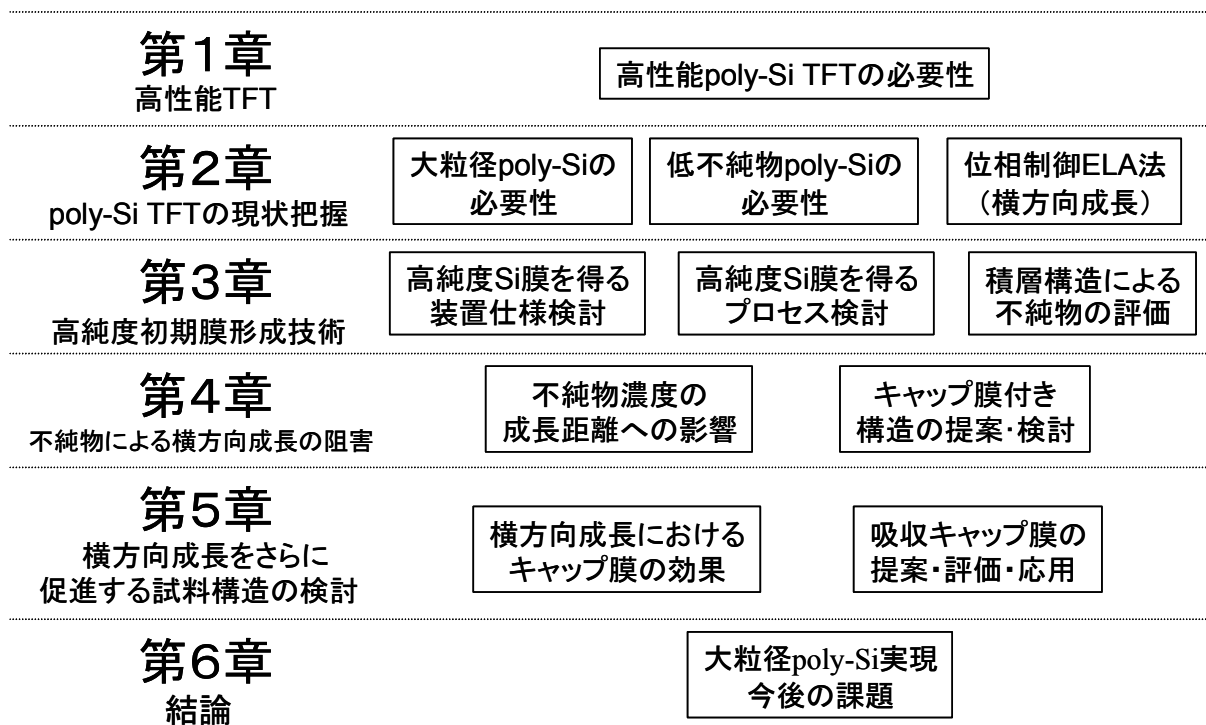 第1章
高性能TFT
高性能poly-Si TFTの必要性
第2章
poly-Si TFTの現状把握
大粒径poly-Siの
必要性
低不純物poly-Siの
必要性
位相制御ELA法
（横方向成長）
第3章
高純度初期膜形成技術
高純度Si膜を得る
装置仕様検討
高純度Si膜を得る
プロセス検討
積層構造による
不純物の評価
第4章
不純物による横方向成長の阻害
不純物濃度の
成長距離への影響
キャップ膜付き
構造の提案・検討
第5章
横方向成長をさらに
促進する試料構造の検討
横方向成長における
キャップ膜の効果
吸収キャップ膜の
提案・評価・応用
第6章
結論
大粒径poly-Si実現
今後の課題